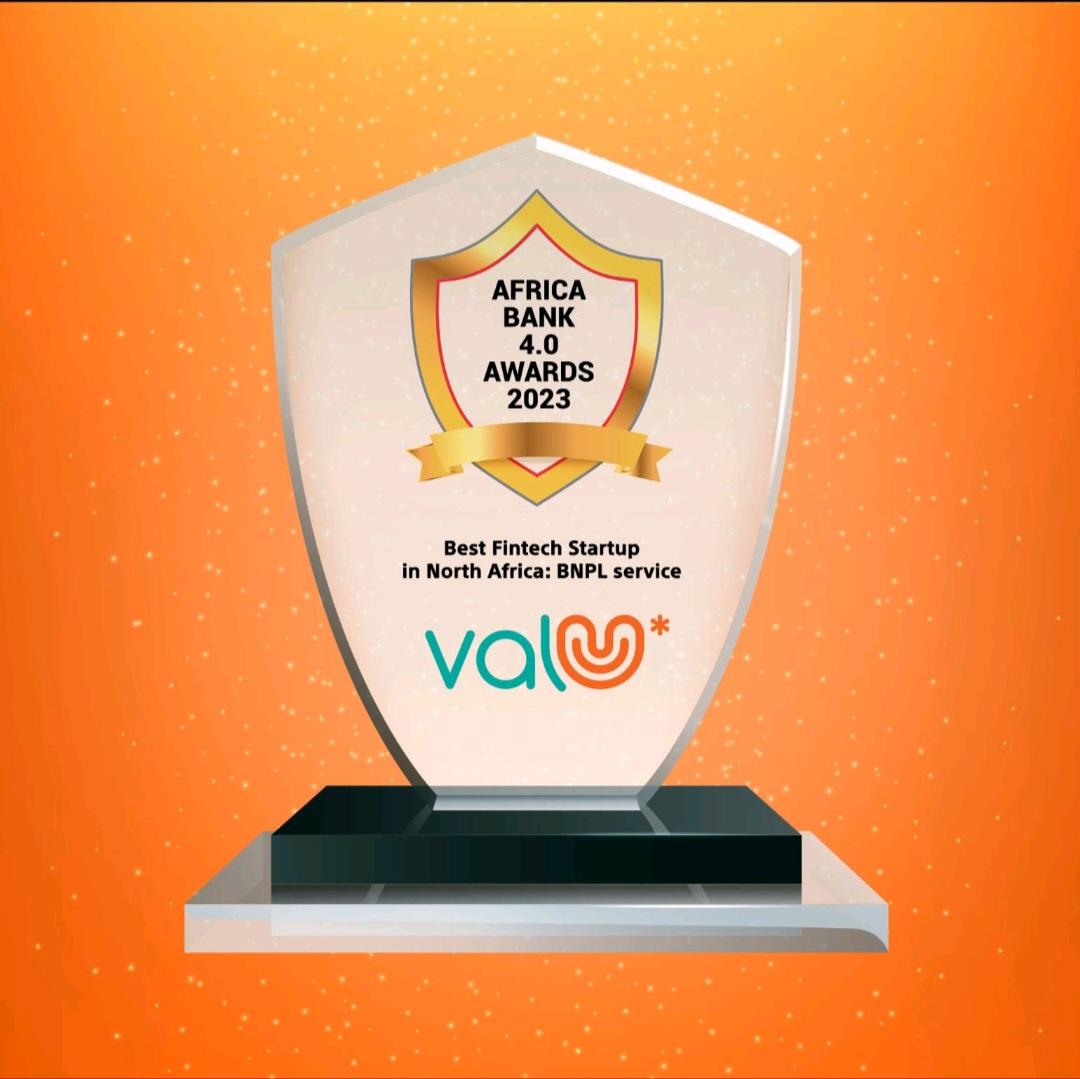 AFRICA
BANK
4.0
AWARDS
2023
Best Fintech Startup
in North Africa: BNPL service
valU*